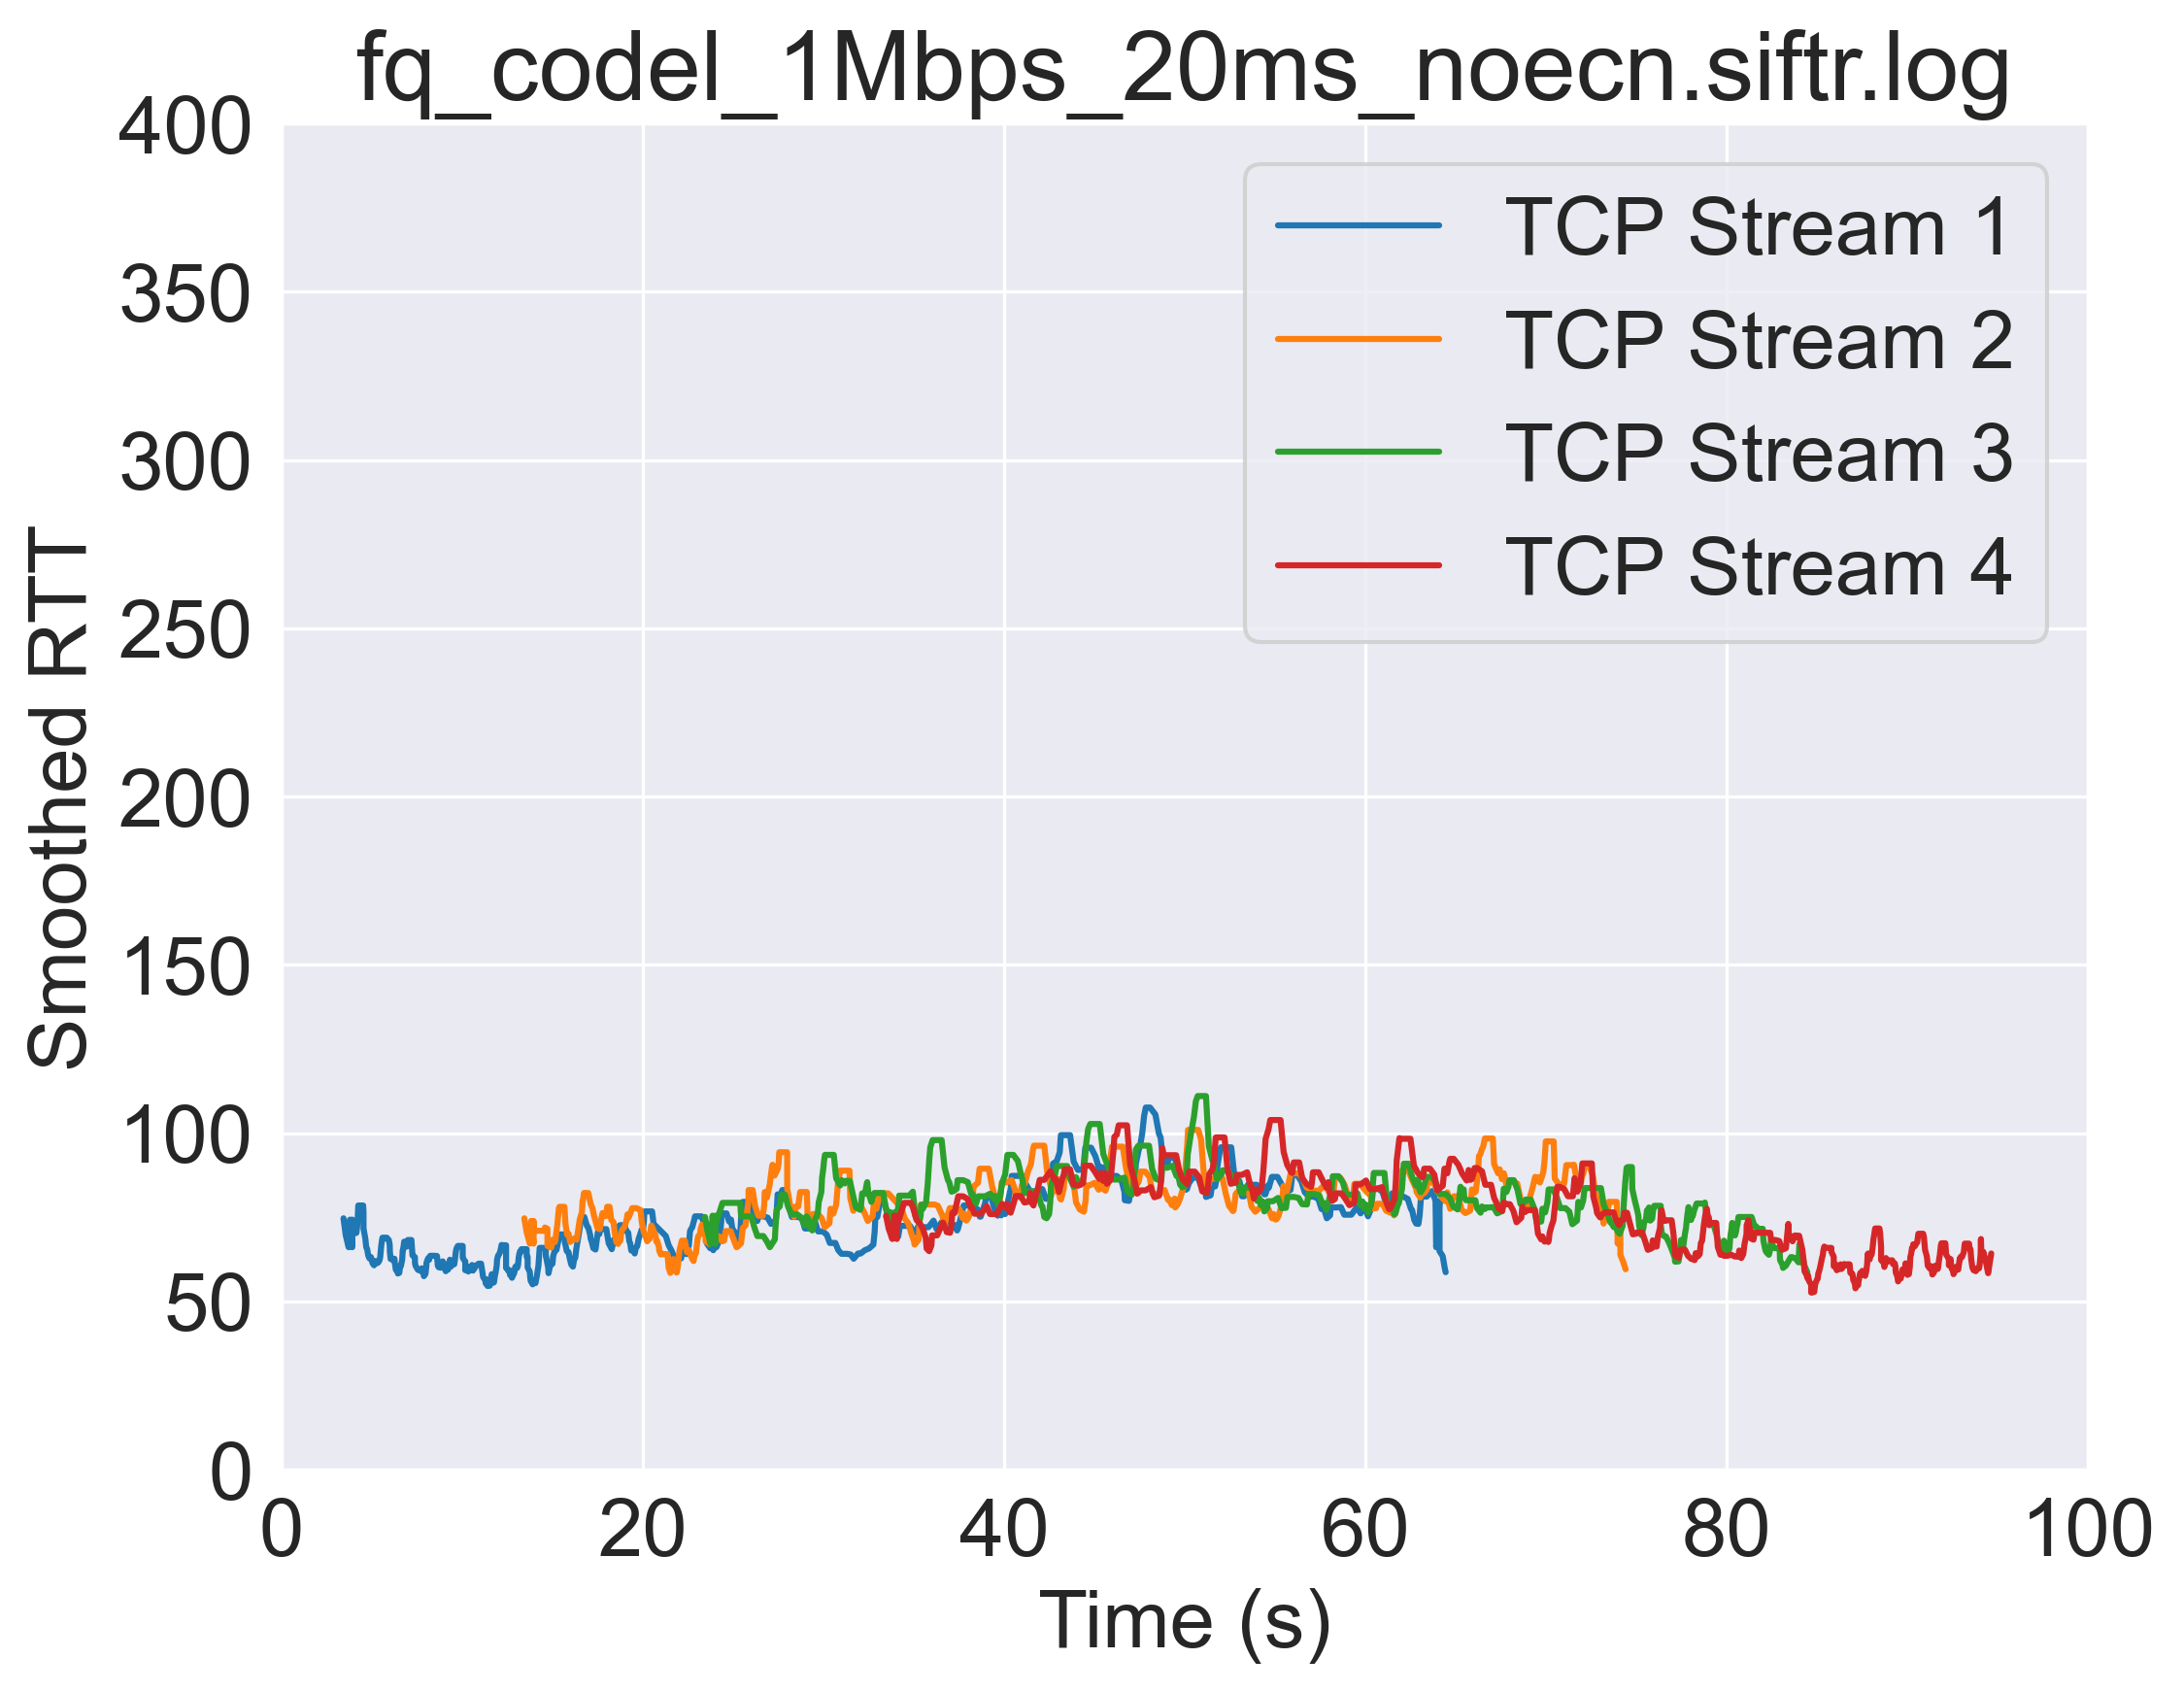 fq_codel_1Mbps_20ms_noecn.siftr.log
400
350
300
250
200
150
100
50
0
Smoothed RTT
TCP Stream 1
TCP Stream 2
TCP Stream 3
TCP Stream 4
0 20 40 60 80 100
Time (s)